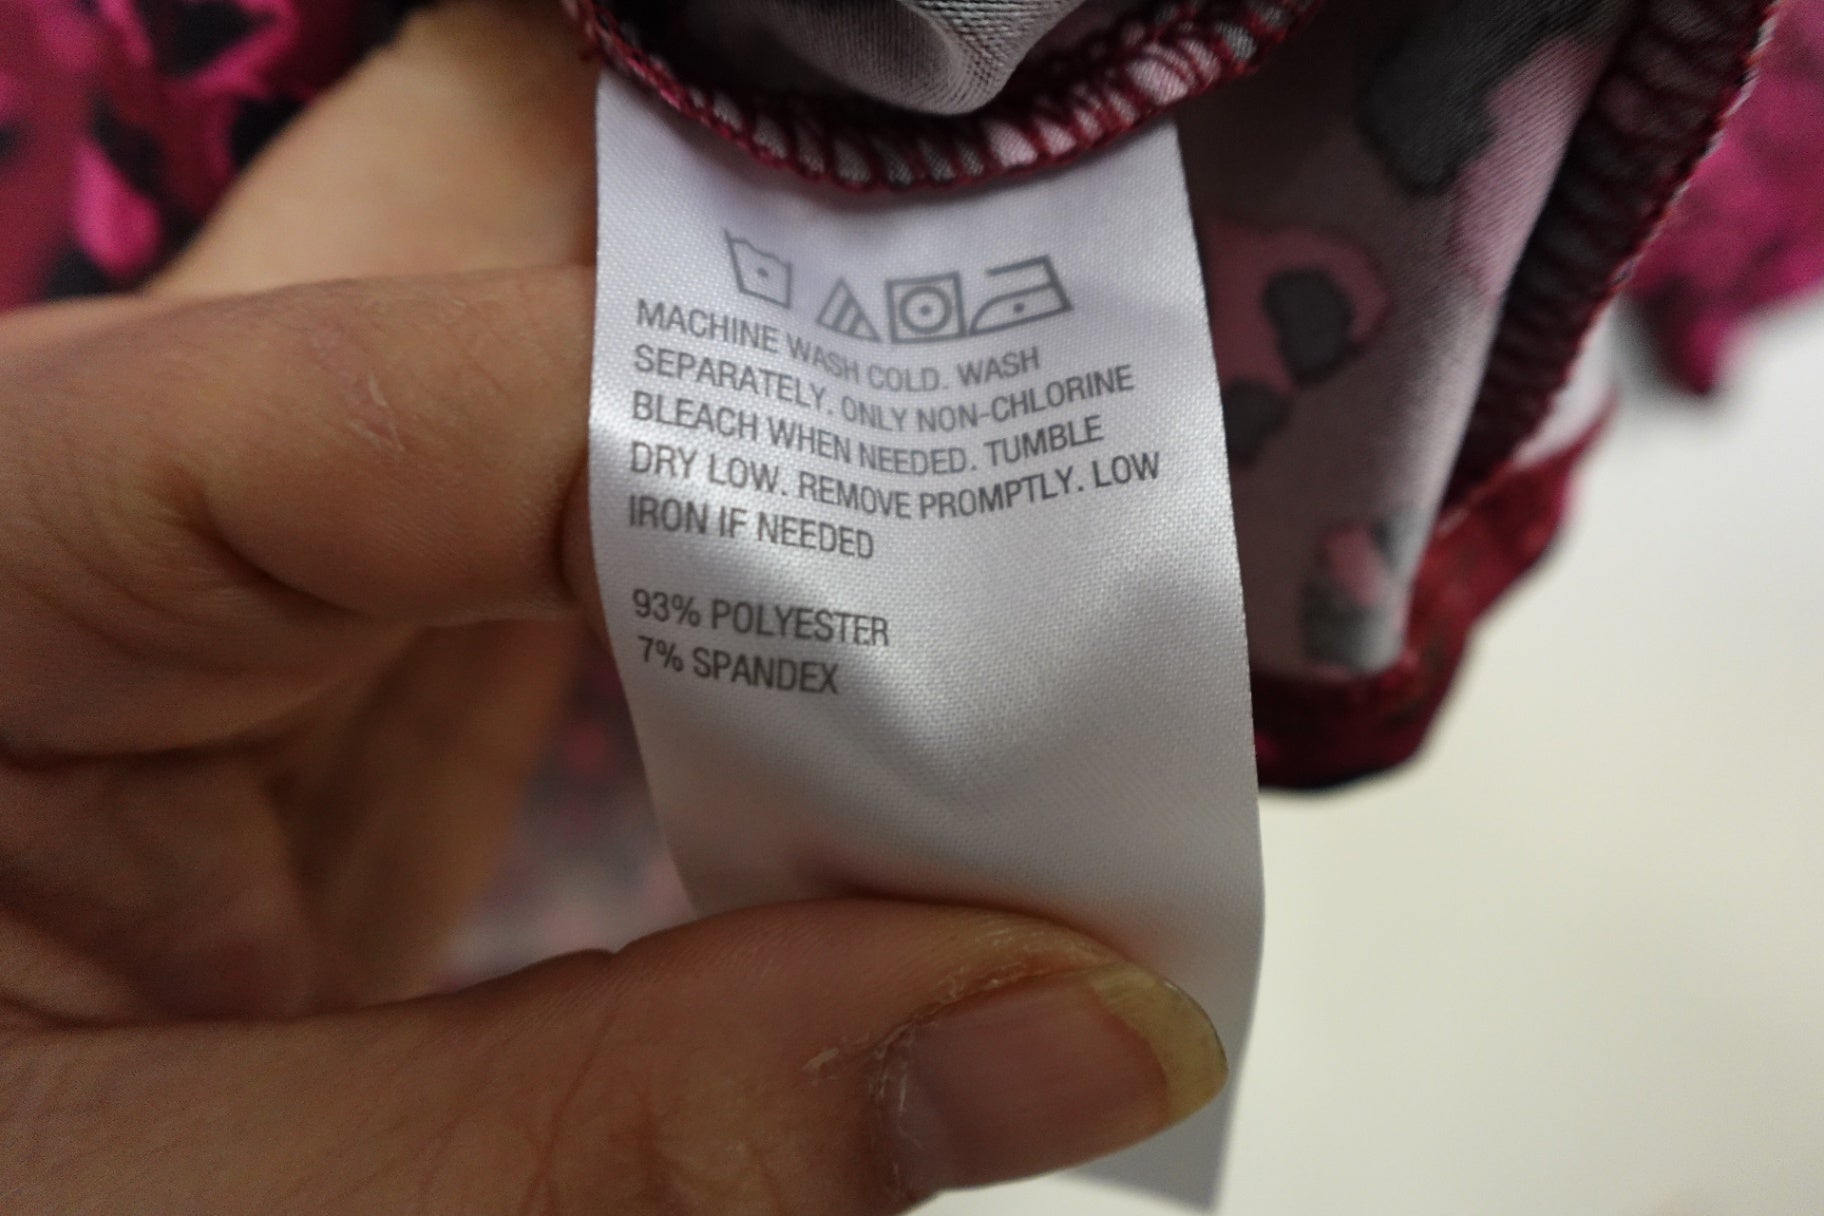 MACHINE WASH COLD. WASH
SEPARATELY. ONLY NON-CHLORINE
BLEACH WHEN NEEDED. TUMBLE
DRY LOW. REMOVE PROMPTLY. LOW
IRON IF NEEDED
93% POLYESTER
7% SPANDEX